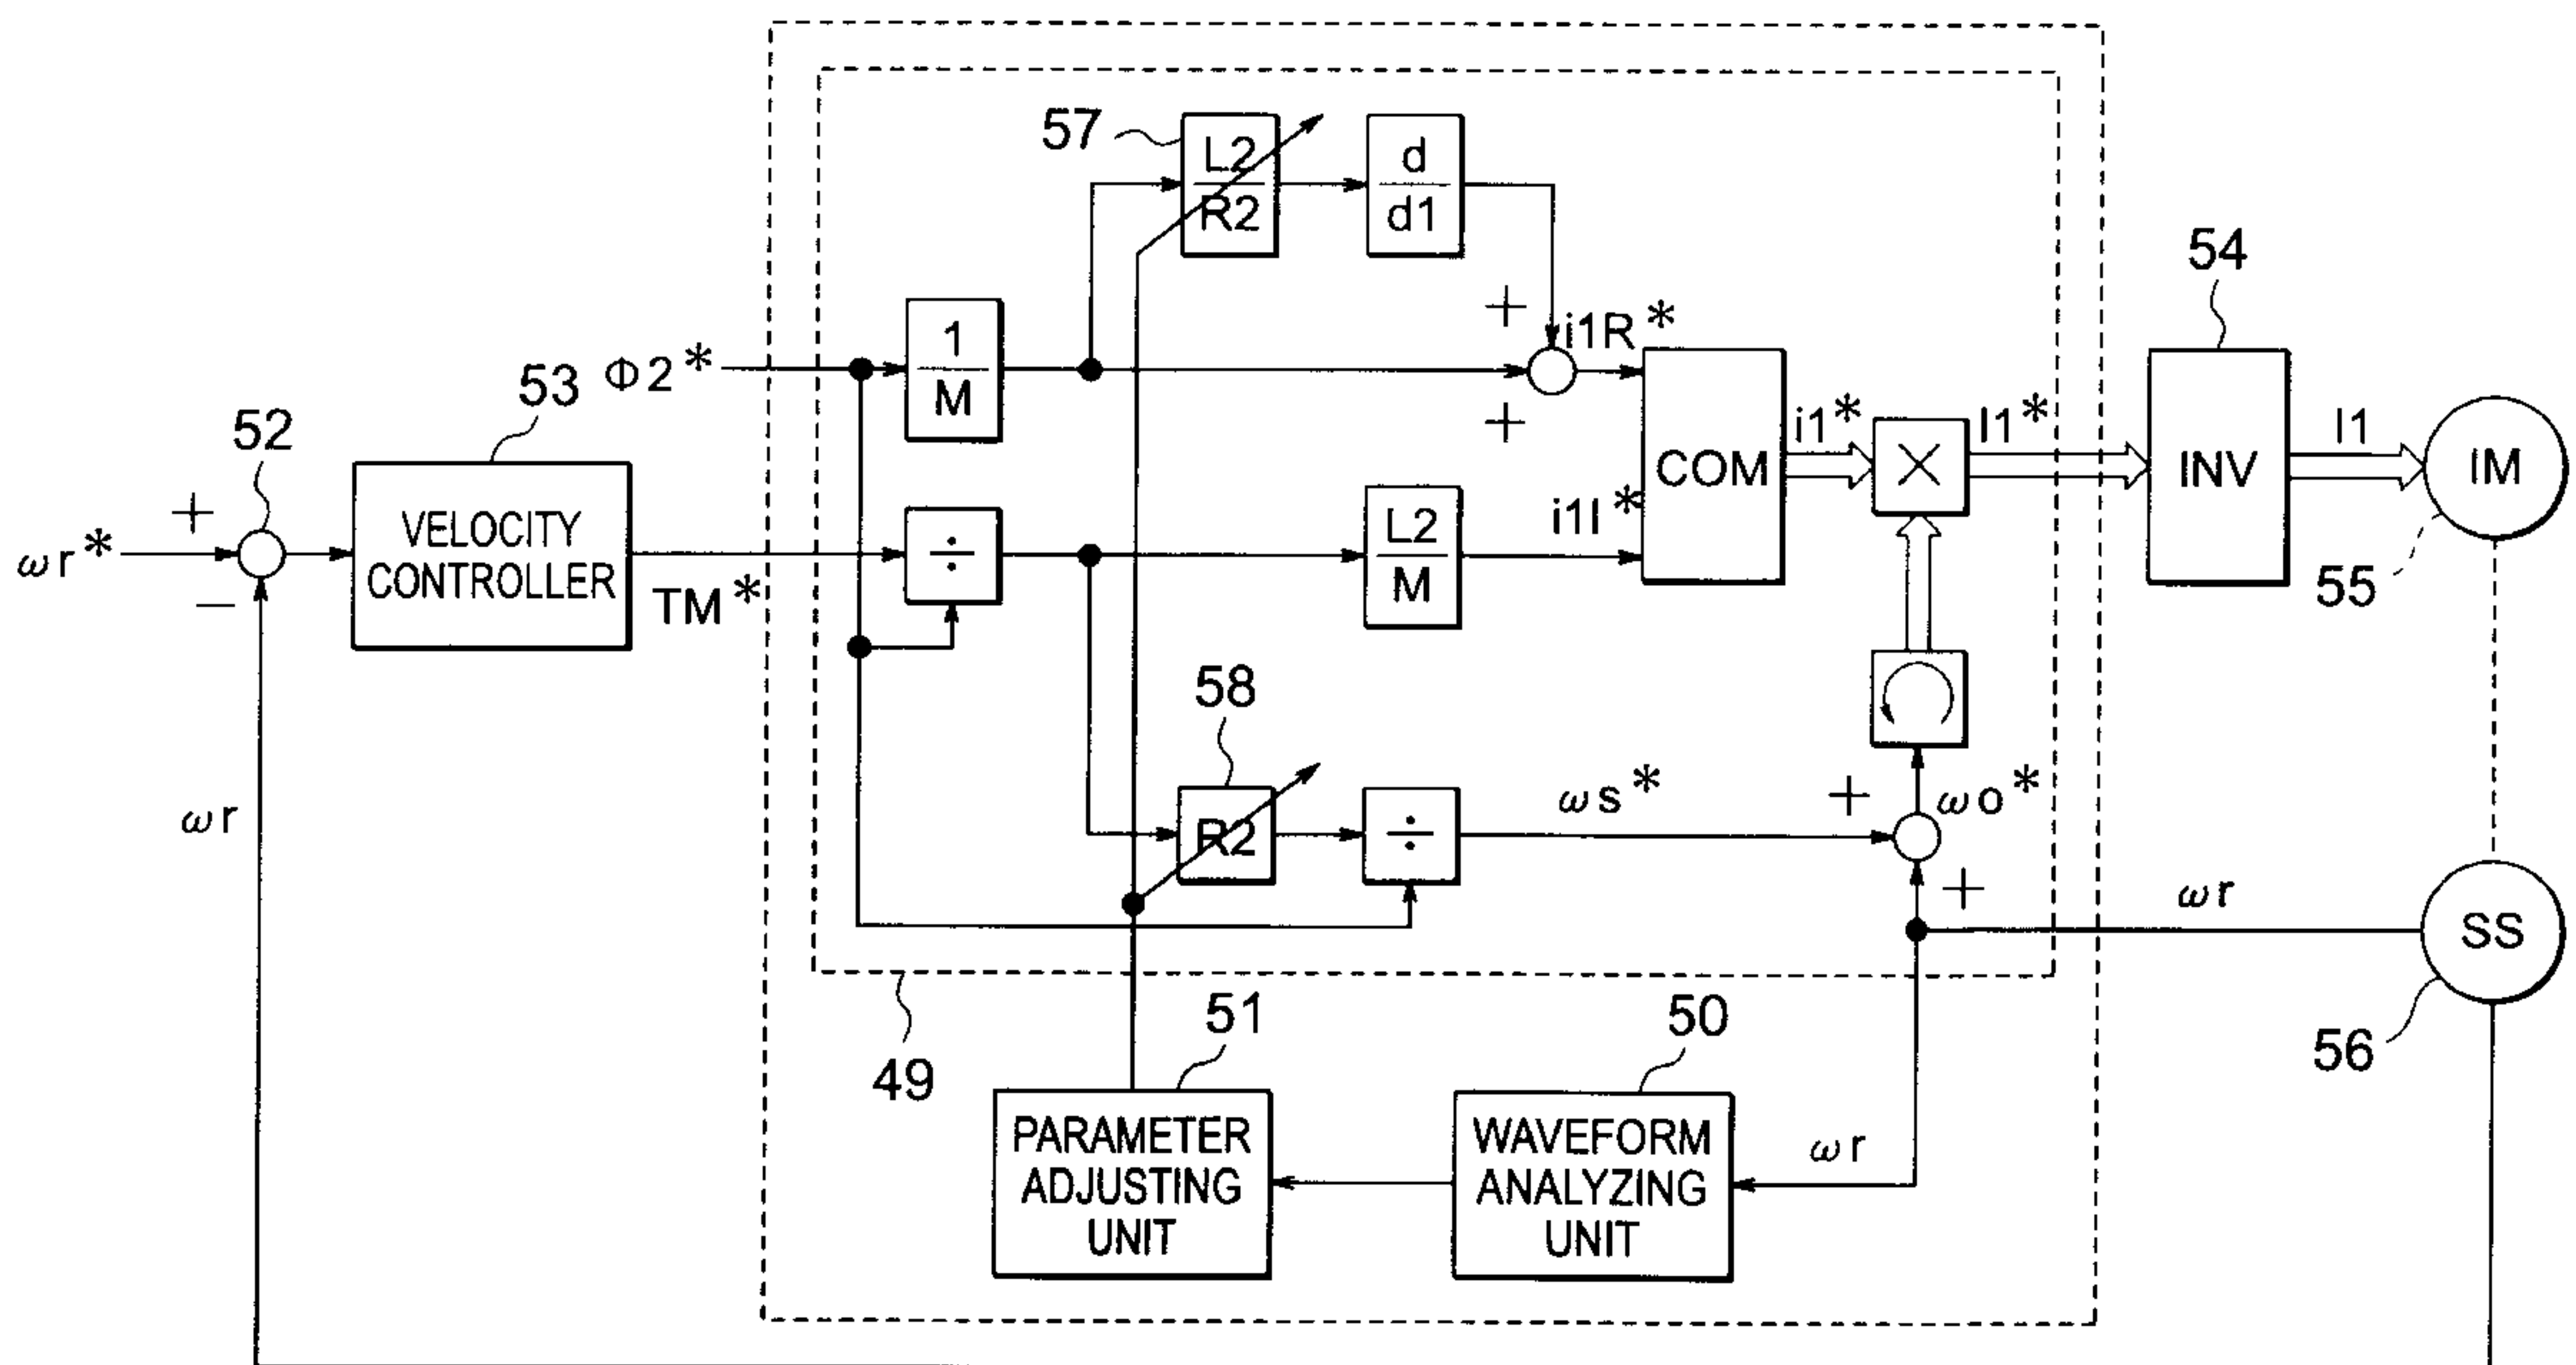 57
L2
R2
d
d1
54
52
53
Φ2*
1
M
+
i1R*
+
COM
i1*
×
I1*
INV
I1
IM
55
+
ωr*
−
VELOCITY
CONTROLLER
TM*
÷
L2
M
i1I*
58
ωr
R2
÷
ωs*
+
ωo*
+
ωr
SS
56
49
51
50
PARAMETER
ADJUSTING
UNIT
WAVEFORM
ANALYZING
UNIT
ωr